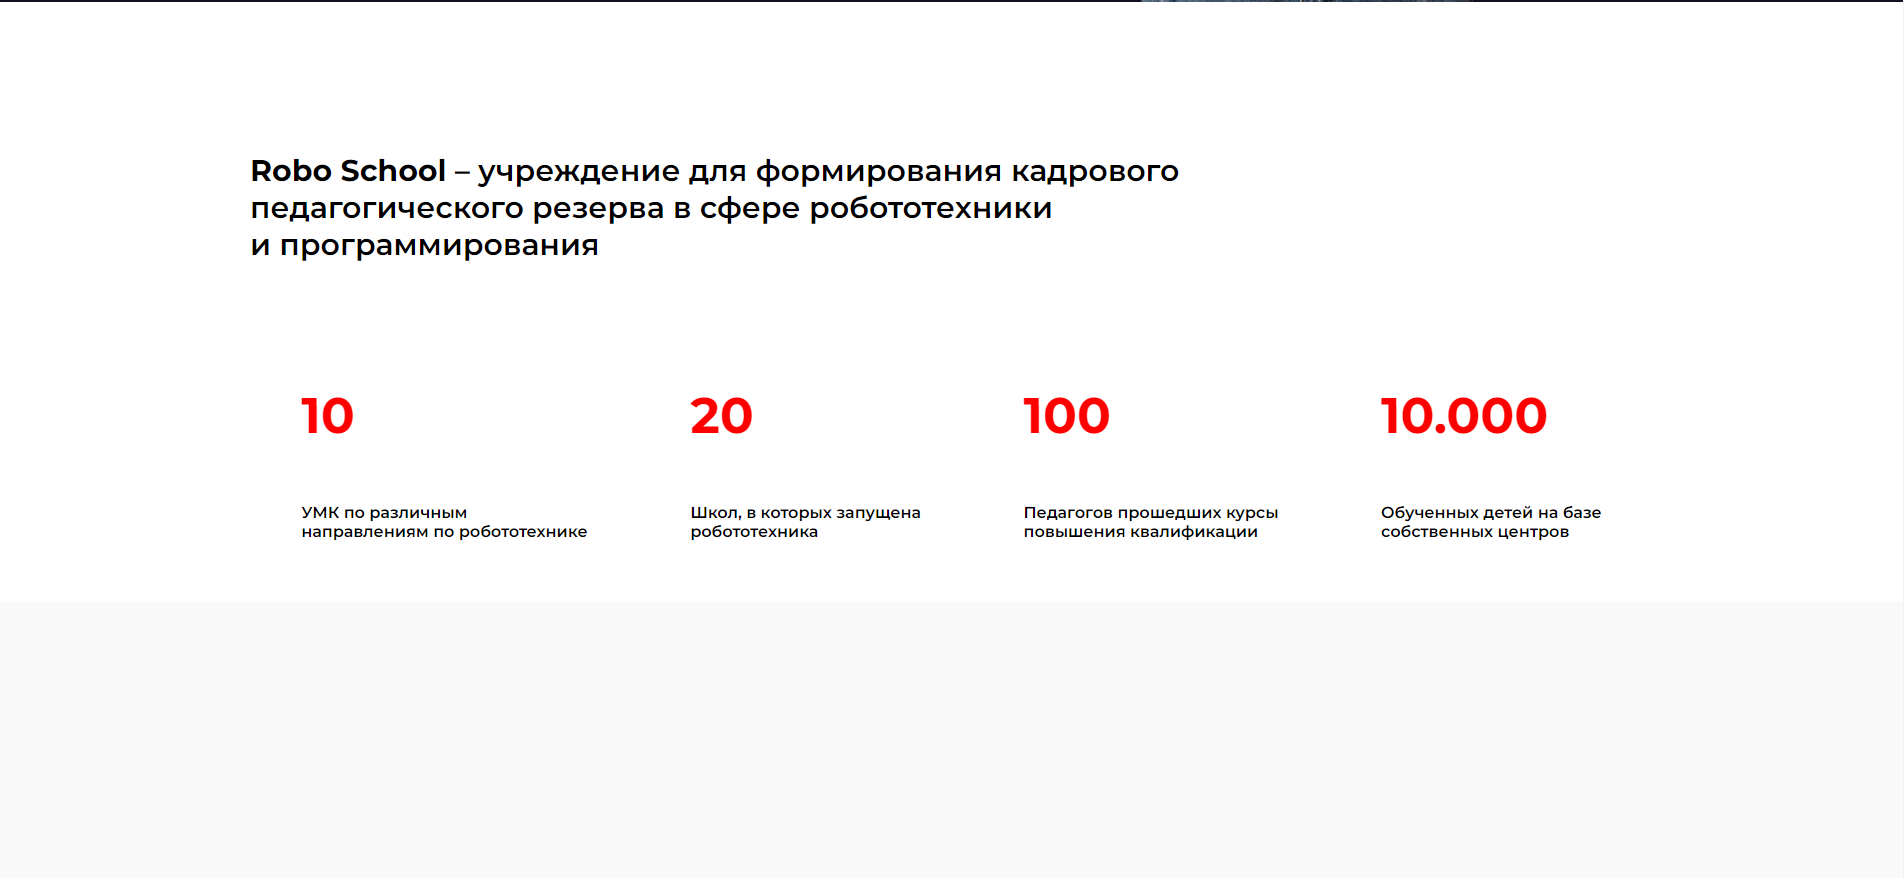 Robo School – учреждение для формирования кадрового
педагогического резерва в сфере робототехники
и программирования
10
УМК по различным
направлениям по робототехнике
20
Школ, в которых запущена
робототехника
100
Педагогов прошедших курсы
повышения квалификации
10.000
Обученных детей на базе
собственных центров